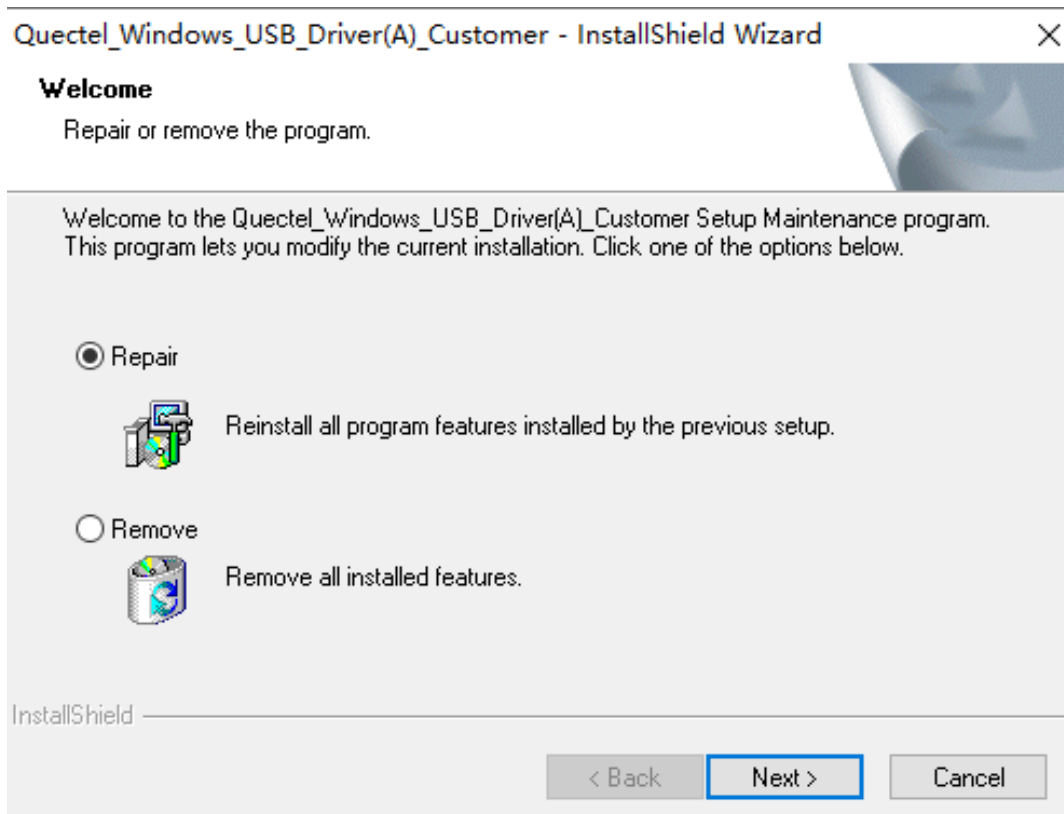 Quectel_Windows_USB_Driver(A)_Customer - InstallShield Wizard
Welcome
Repair or remove the program.
Welcome to the Quectel_Windows_USB_Driver(A)_Customer Setup Maintenance program.
This program lets you modify the current installation. Click one of the options below.
Repair
Reinstall all program features installed by the previous setup.
Remove
Remove all installed features.
InstallShield
< Back
Next >
Cancel